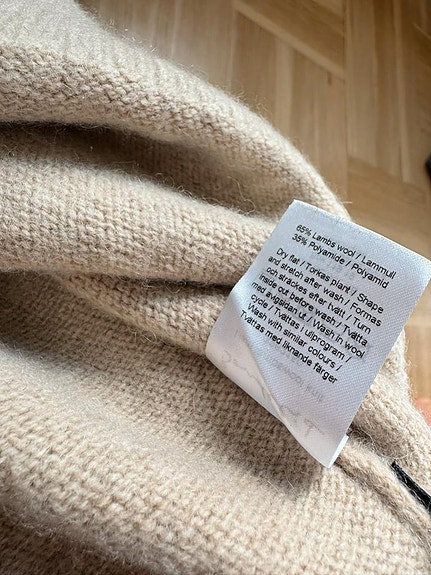 65% Lambs wool / Lammull
35% Polyamide / Polyamid
Dry flat / Torkas plant / Shape
and stretch after wash / Formas
och sträckes efter tvätt / Turn
inside out before wash / Tvätta
med avigsidan ut / Wash in wool
cycle / Tvättas i ullprogram /
Wash with similar colours /
Tvättas med liknande färger